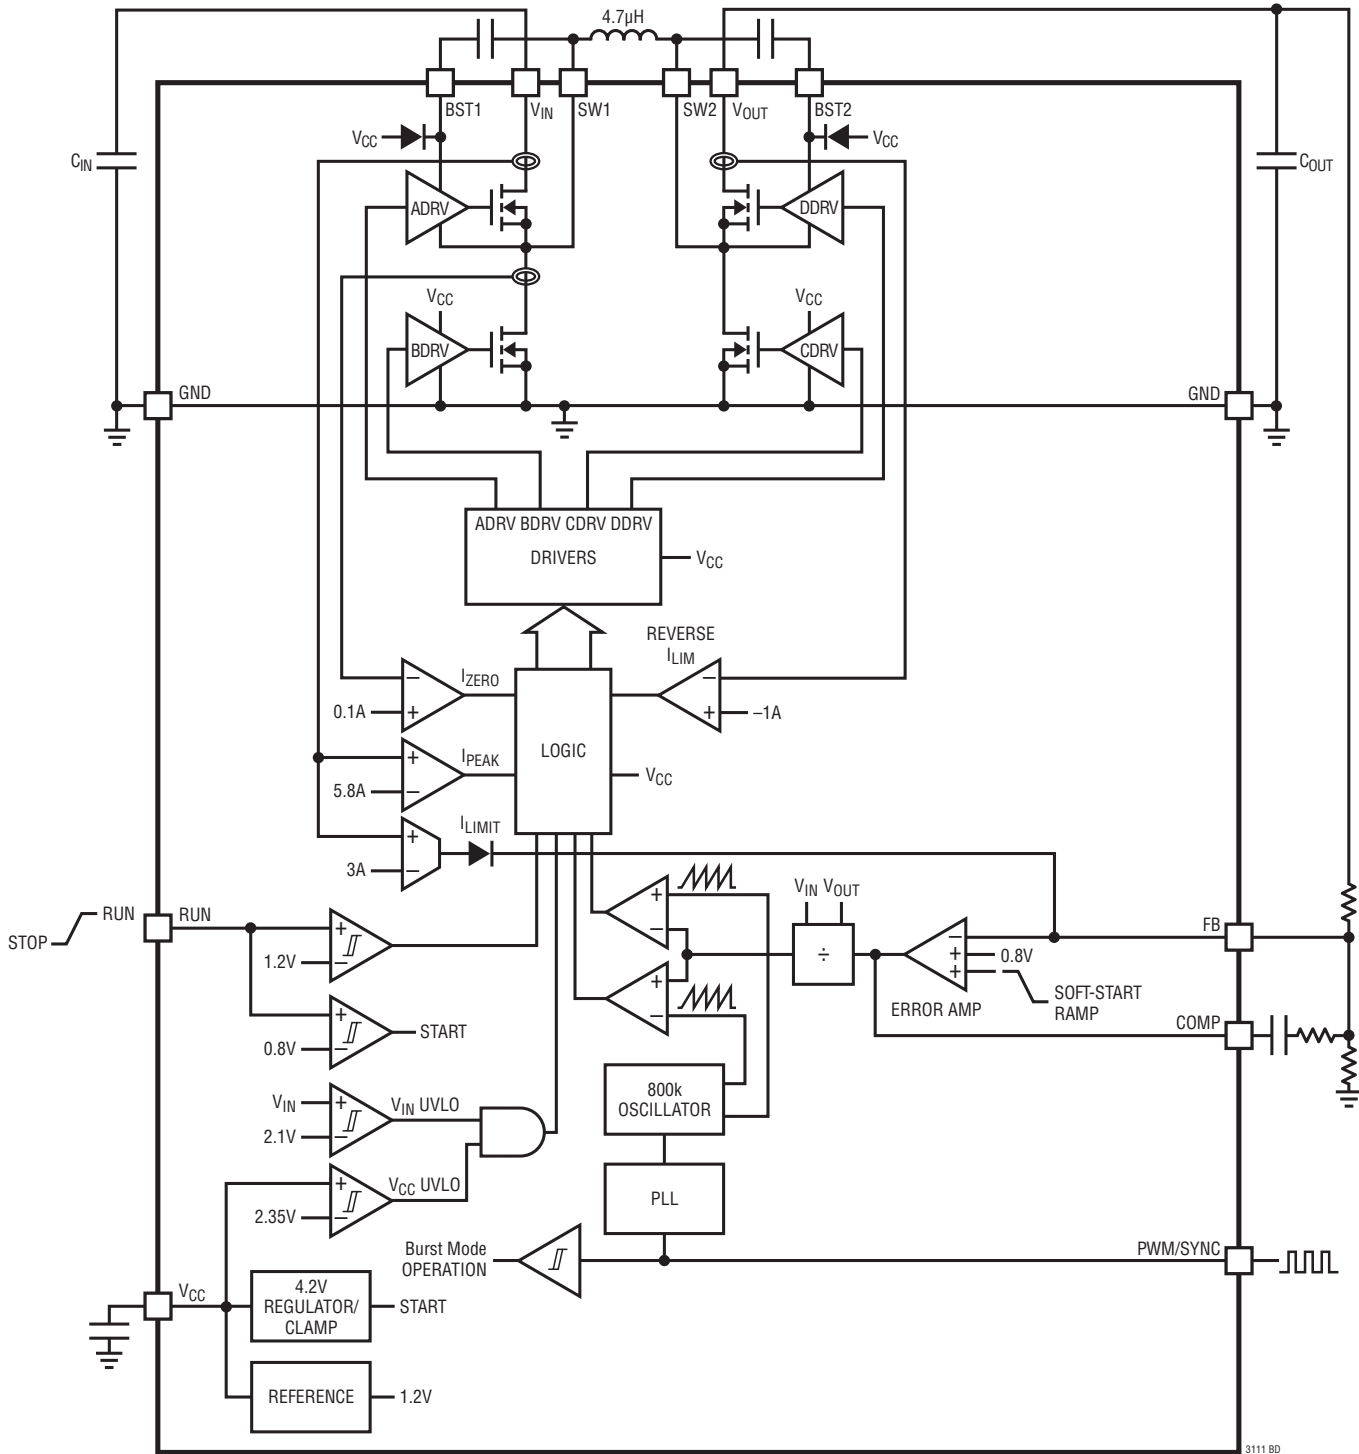 4.7µH
BST1
VIN
SW1
SW2
VOUT
BST2
VCC
VCC
CIN
COUT
ADRV
DDRV
VCC
VCC
BDRV
CDRV
GND
GND
ADRV BDRV CDRV DDRV
DRIVERS
VCC
REVERSE
ILIM
IZERO
–
+
0.1A
–
+
–1A
LOGIC
IPEAK
+
–
5.8A
VCC
ILIMIT
+
–
3A
RUN
STOP
RUN
+
–
1.2V
+
–
VIN VOUT
÷
–
+
+
0.8V
ERROR AMP
SOFT-START
RAMP
FB
COMP
+
–
0.8V
START
+
–
800k
OSCILLATOR
VIN
+
–
2.1V
VIN UVLO
VCC UVLO
+
–
2.35V
PLL
Burst Mode
OPERATION
PWM/SYNC
VCC
4.2V
REGULATOR/
CLAMP
START
REFERENCE
1.2V
3111 BD